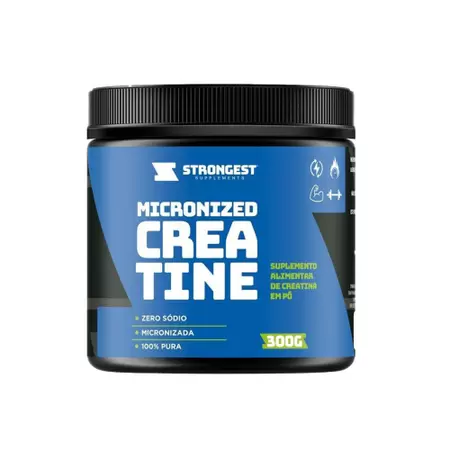 STRONGEST
SUPPLEMENTS
MICRONIZED
CREA
TINE
SUPLEMENTO
ALIMENTAR
DE CREATINA
EM PÓ
ZERO SÓDIO
MICRONIZADA
100% PURA
300G